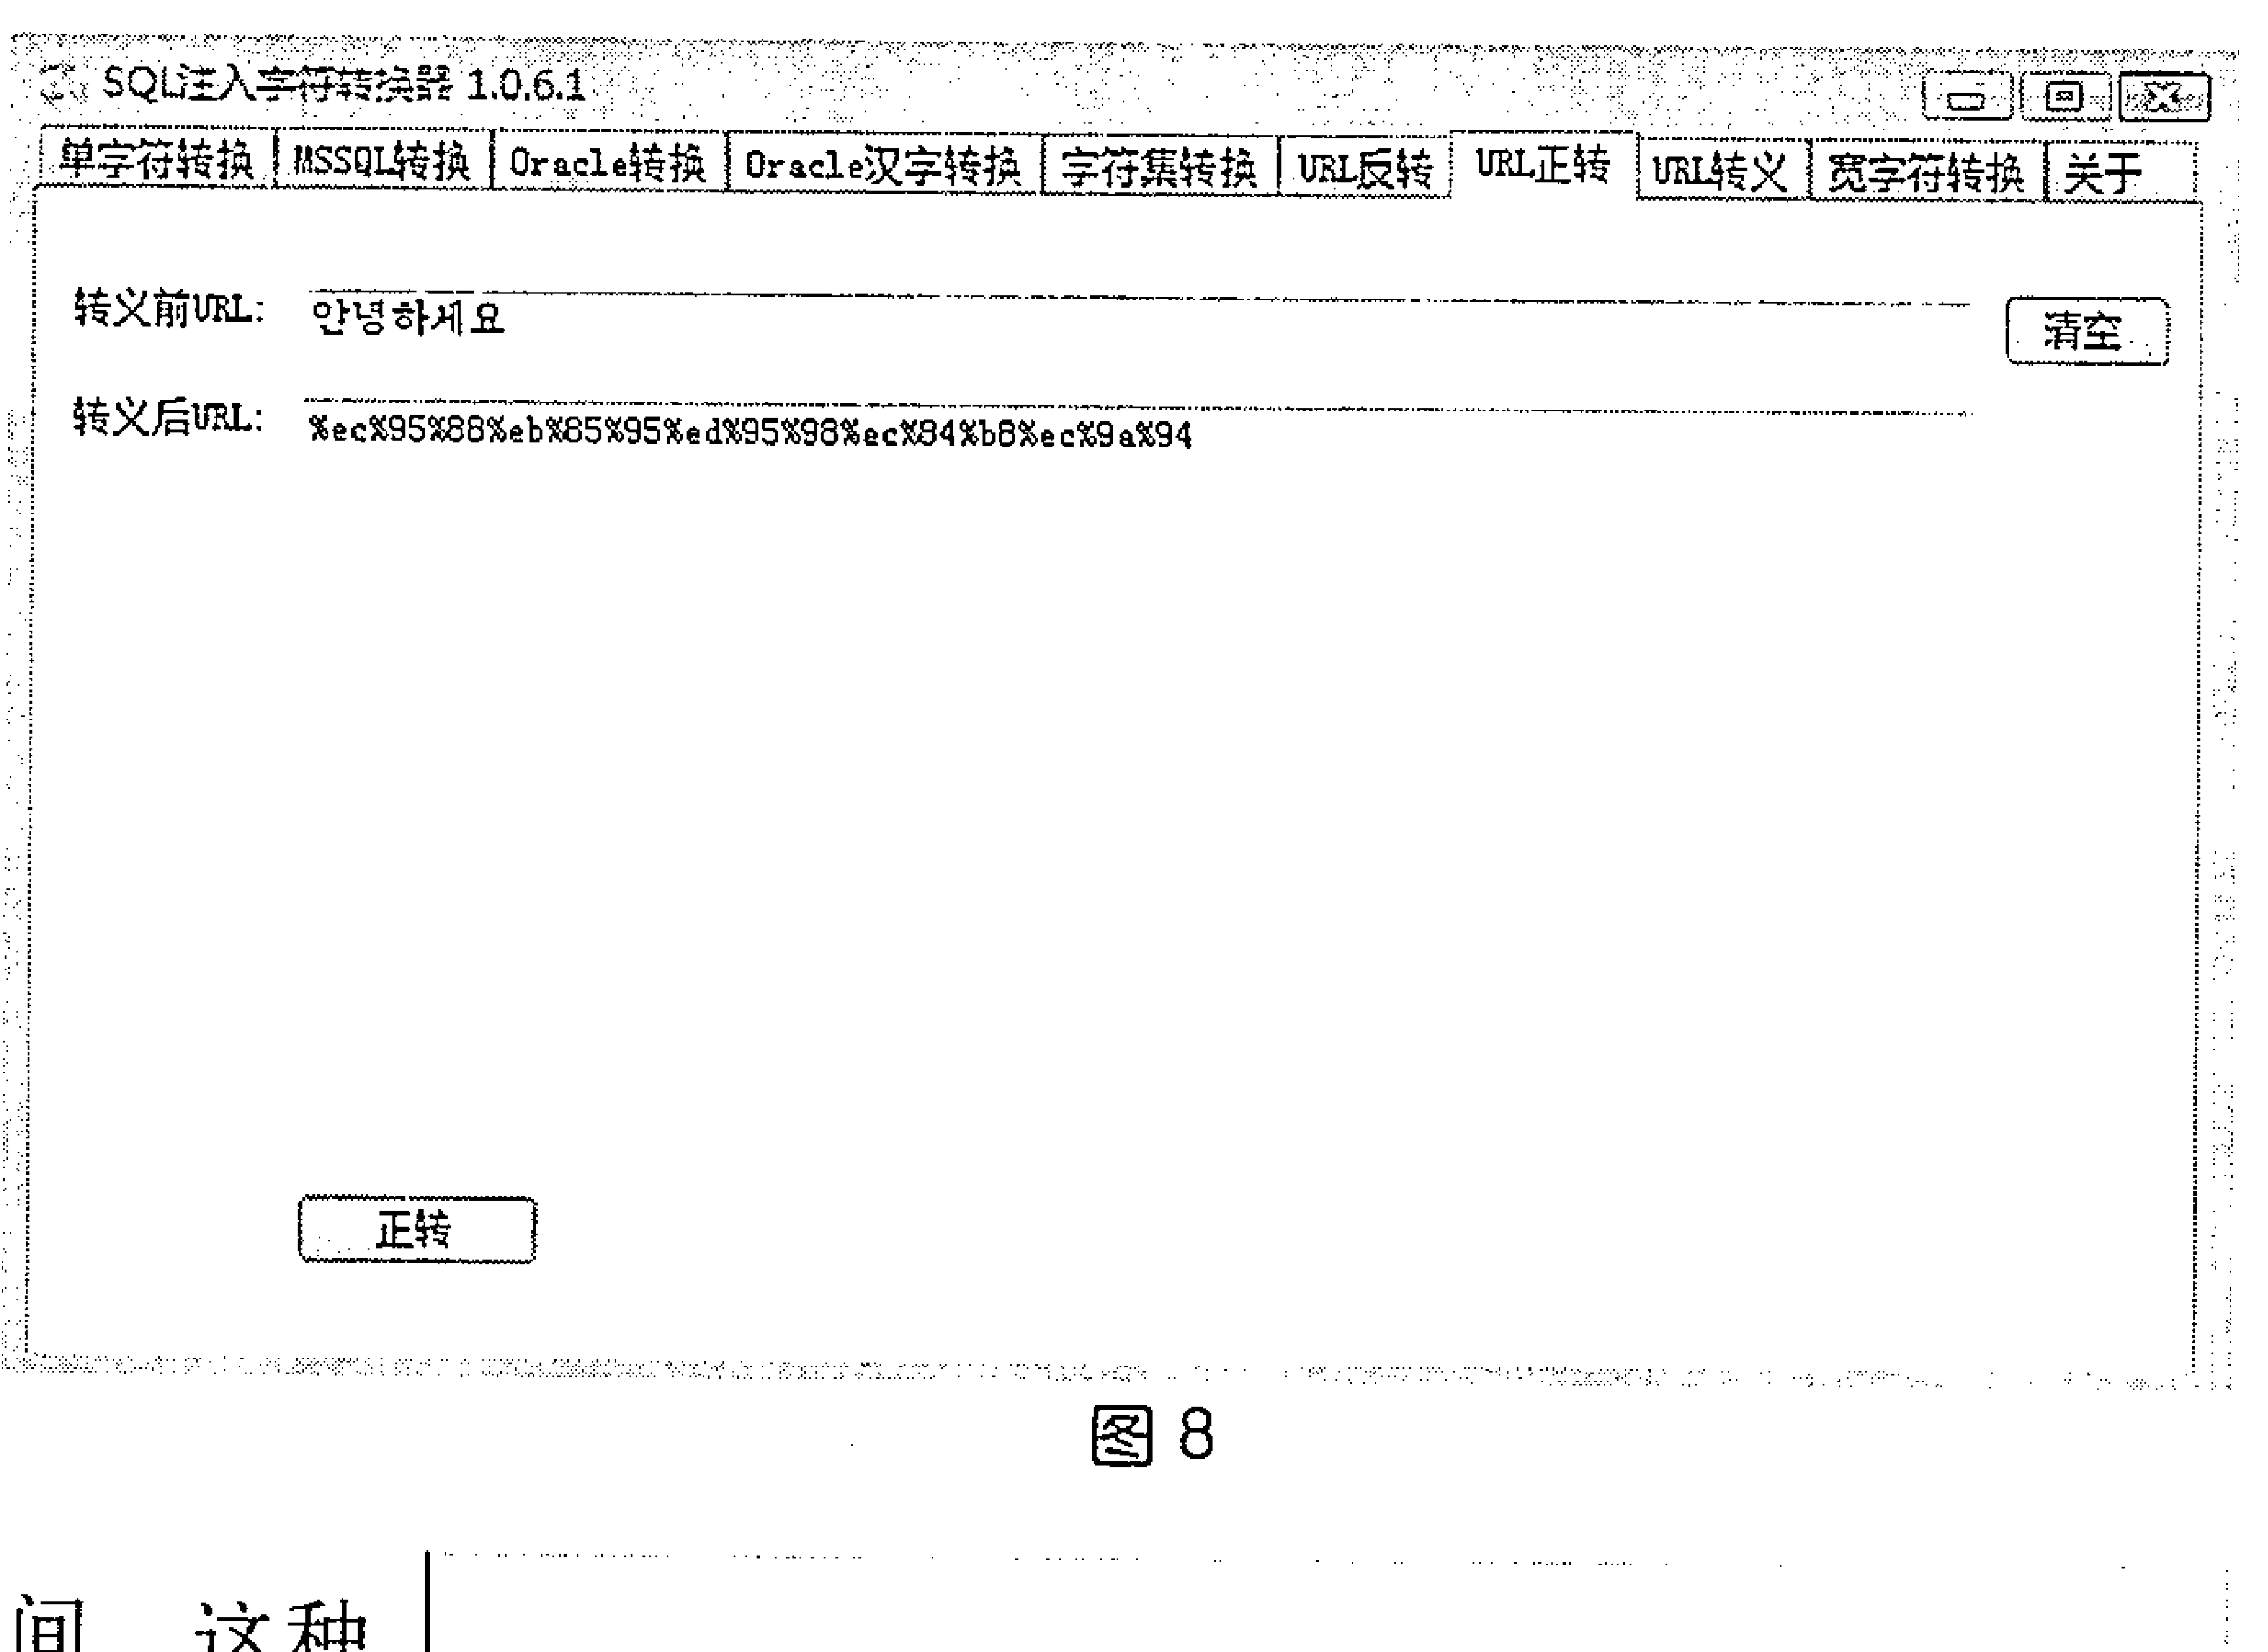 SQL注入字符转换器 1.0.6.1
单字符转换 MSSQL转换 Oracle转换 Oracle汉字转换 字符集转换 URL反转 URL正转 URL转义 宽字符转换 关于
转义前URL: 안녕하세요 清空
转义后URL: %ec%95%88%eb%85%95%ed%95%98%ec%84%b8%ec%9a%94
正转
图 8
间 这种